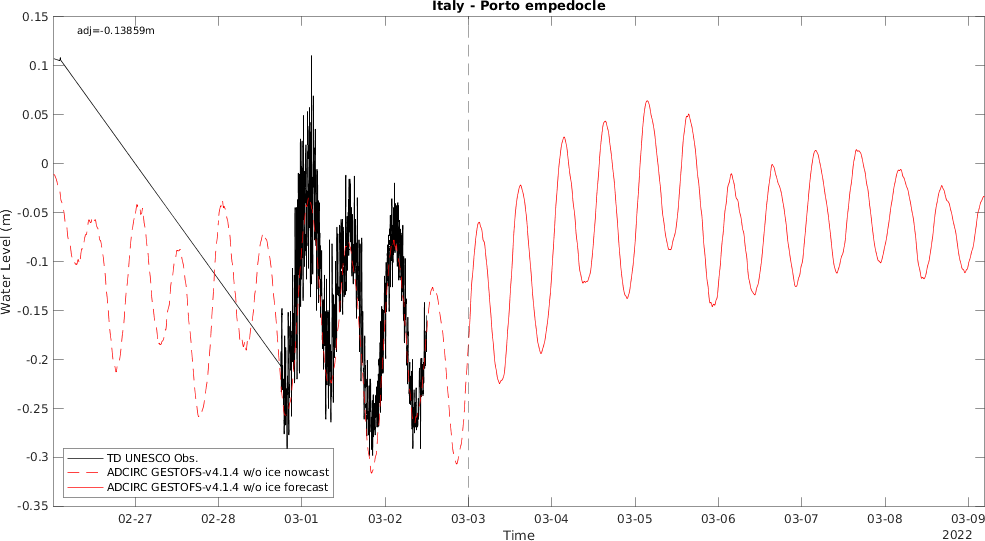 Italy - Porto empedocle
adj=-0.13859m
0.15
0.1
0.05
0
-0.05
-0.1
-0.15
-0.2
-0.25
-0.3
-0.35
Water Level (m)
TD UNESCO Obs.
ADCIRC GESTOFS-v4.1.4 w/o ice nowcast
ADCIRC GESTOFS-v4.1.4 w/o ice forecast
02-27 02-28 03-01 03-02 03-03 03-04 03-05 03-06 03-07 03-08 03-09
Time
2022